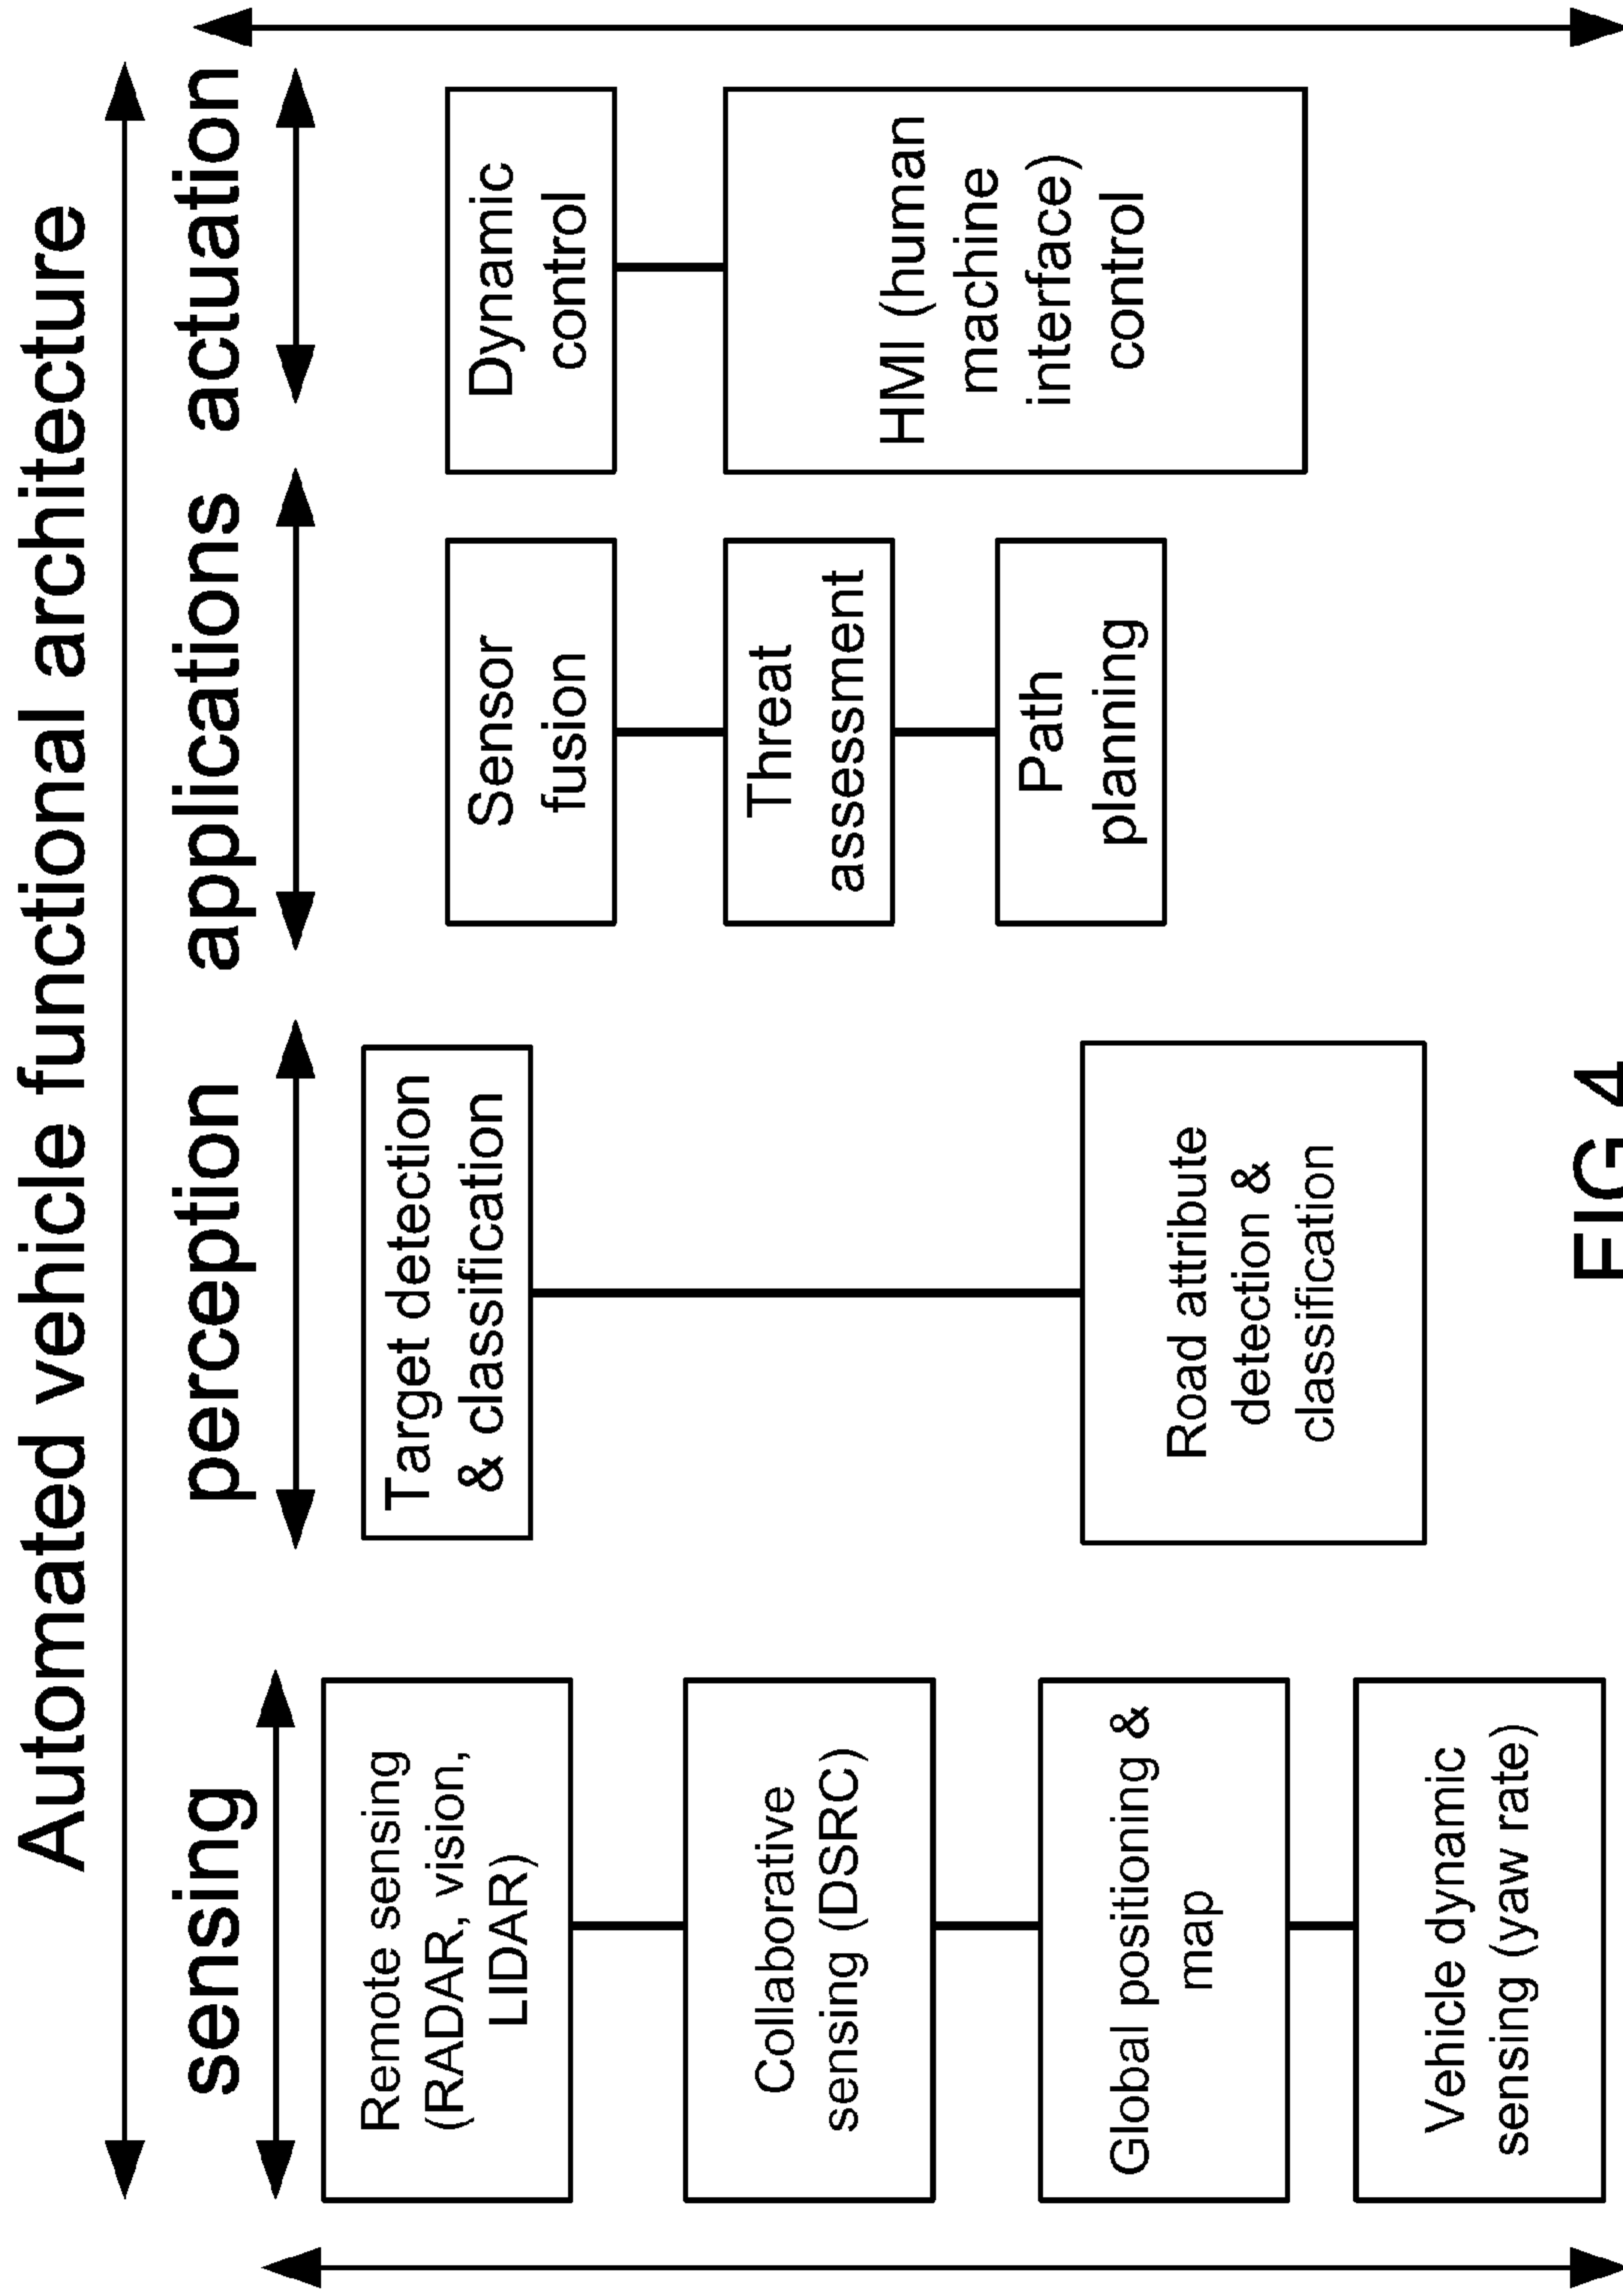 Automated vehicle functional architecture
sensing
perception
applications
actuation
Remote sensing
(RADAR, vision,
LIDAR)
Collaborative
sensing (DSRC)
Global positioning &
map
Vehicle dynamic
sensing (yaw rate)
Target detection
& classification
Road attribute
detection &
classification
Sensor
fusion
Threat
assessment
Path
planning
Dynamic
control
HMI (human
machine
interface)
control
FIG 4